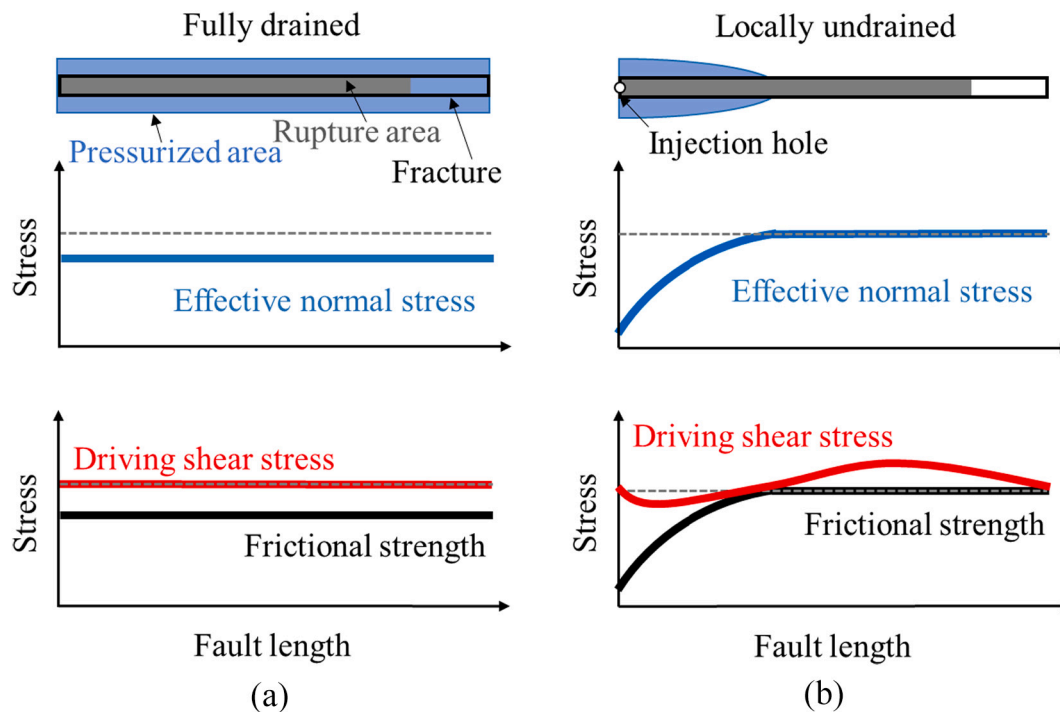 Fully drained
Rupture area
Pressurized area
Fracture
Stress
Effective normal stress
Driving shear stress
Stress
Frictional strength
Fault length
(a)
Locally undrained
Injection hole
Stress
Effective normal stress
Driving shear stress
Stress
Frictional strength
Fault length
(b)